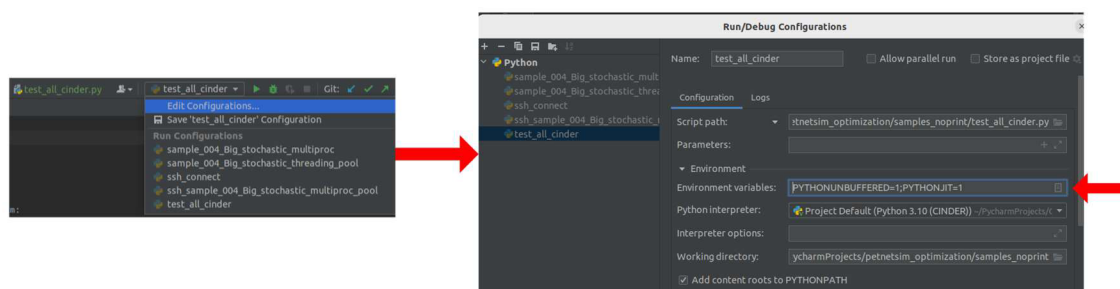 test_all_cinder.py
test_all_cinder
Git:
Edit Configurations...
Save 'test_all_cinder' Configuration
Run Configurations
sample_004_Big_stochastic_multiproc
sample_004_Big_stochastic_threading_pool
ssh_connect
ssh_sample_004_Big_stochastic_multiproc_pool
test_all_cinder
m:
Run/Debug Configurations
Python
sample_004_Big_stochastic_mult
sample_004_Big_stochastic_threa
ssh_connect
ssh_sample_004_Big_stochastic_
test_all_cinder
Name: test_all_cinder
Allow parallel run
Store as project file
Configuration Logs
Script path: etnetsim_optimization/samples_noprint/test_all_cinder.py
Parameters:
Environment
Environment variables: PYTHONUNBUFFERED=1;PYTHONJIT=1
Python interpreter: Project Default (Python 3.10 (CINDER)) ~/PycharmProjects/
Interpreter options:
Working directory: ycharmProjects/petnetsim_optimization/samples_noprint
Add content roots to PYTHONPATH